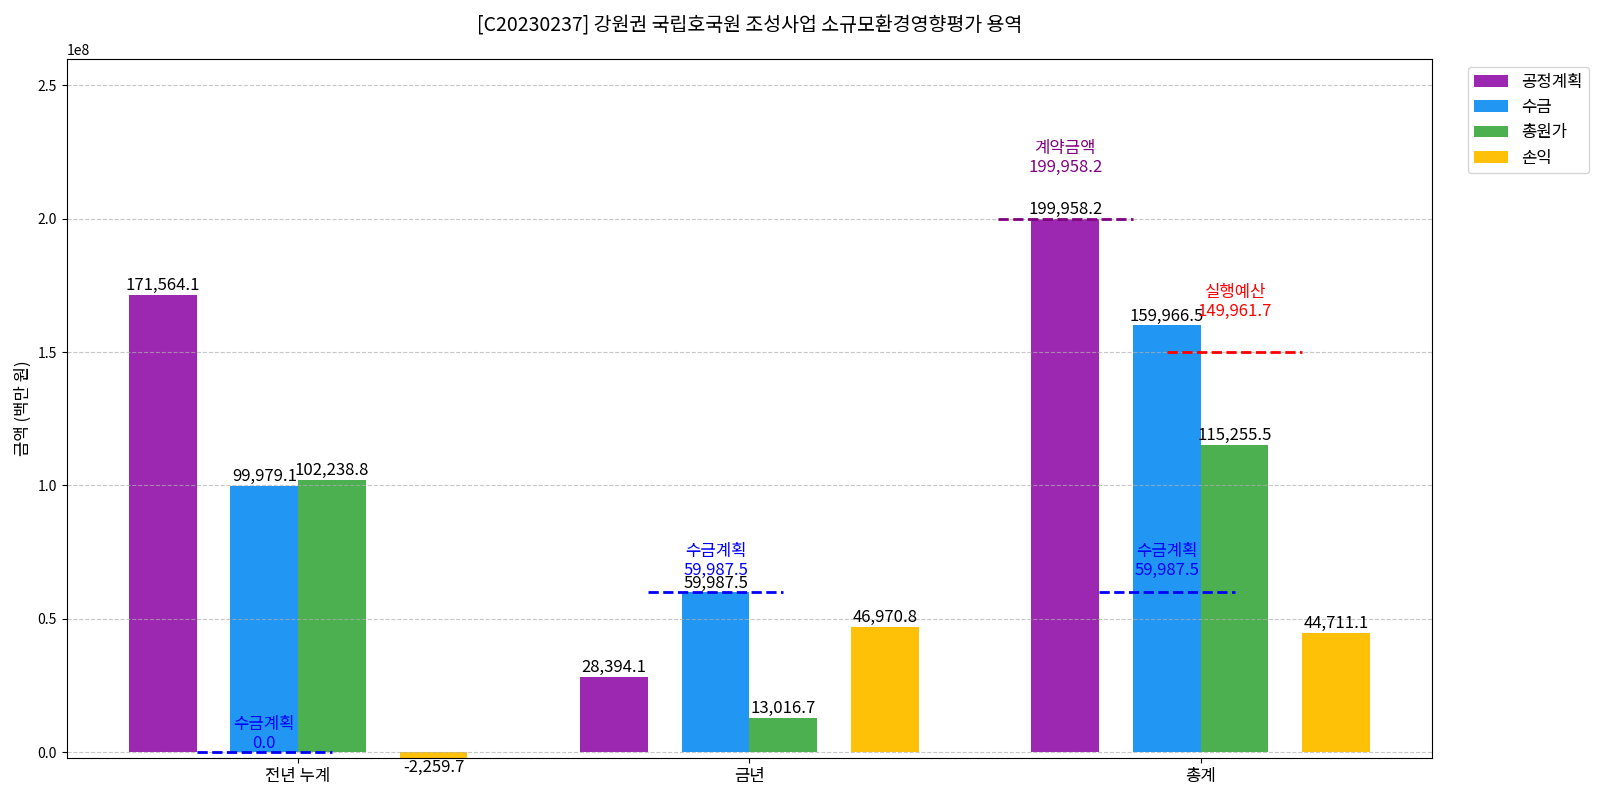 [C20230237] 강원권 국립호국원 조성사업 소규모환경영향평가 용역
1e8
금액 (백만 원)
2.5
2.0
1.5
1.0
0.5
0.0
171,564.1
99,979.1
102,238.8
수금계획
0.0
-2,259.7
28,394.1
수금계획
59,987.5
59,987.5
13,016.7
46,970.8
계약금액
199,958.2
199,958.2
159,966.5
실행예산
149,961.7
115,255.5
수금계획
59,987.5
44,711.1
전년 누계
금년
총계
공정계획
수금
총원가
손익